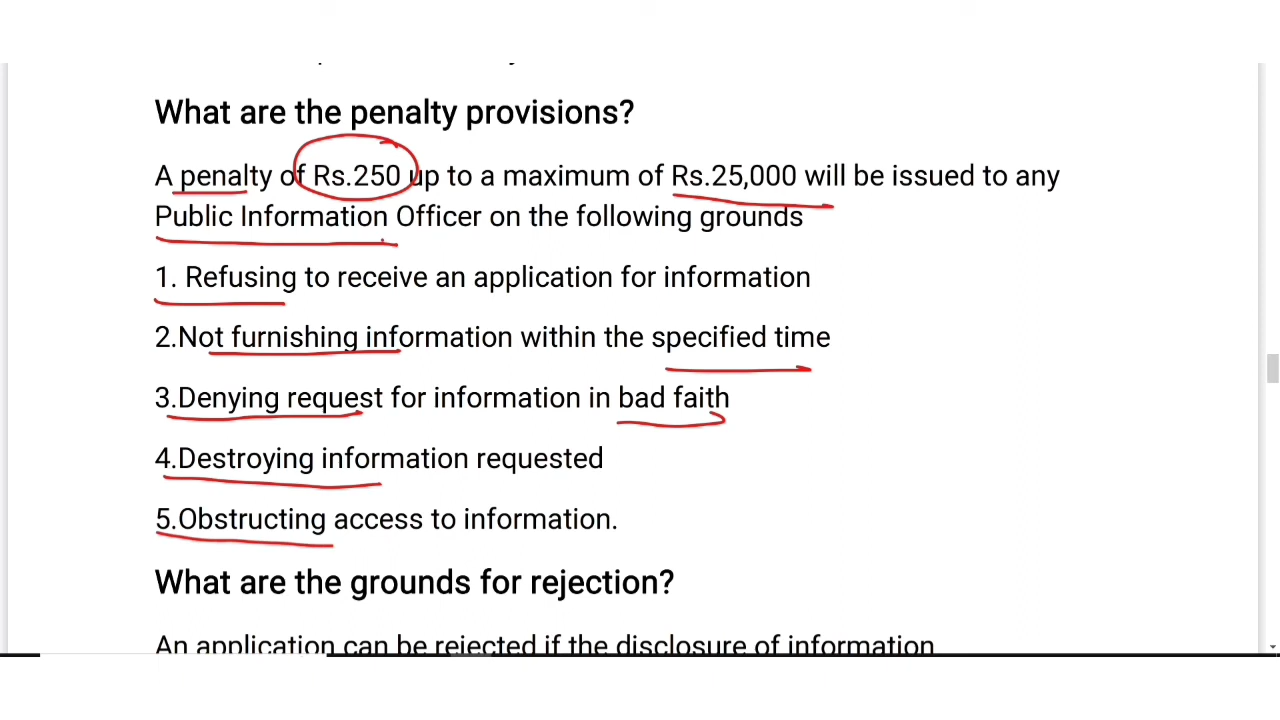 What are the penalty provisions?
A penalty of Rs.250 up to a maximum of Rs.25,000 will be issued to any
Public Information Officer on the following grounds
1. Refusing to receive an application for information
2.Not furnishing information within the specified time
3.Denying request for information in bad faith
4.Destroying information requested
5.Obstructing access to information.
What are the grounds for rejection?
An application can be rejected if the disclosure of information